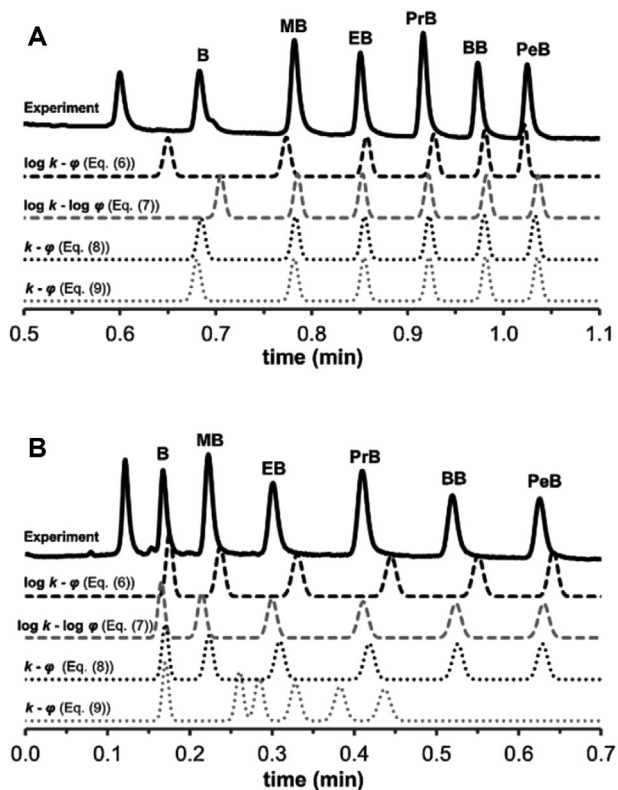 A
B
MB
EB
PrB
BB
PeB
Experiment
log k - φ (Eq. (6))
log k - log φ (Eq. (7))
k - φ (Eq. (8))
k - φ (Eq. (9))
0.5 0.6 0.7 0.8 0.9 1.0 1.1
time (min)
B
B
MB
EB
PrB
BB
PeB
Experiment
log k - φ (Eq. (6))
log k - log φ (Eq. (7))
k - φ (Eq. (8))
k - φ (Eq. (9))
0.0 0.1 0.2 0.3 0.4 0.5 0.6 0.7
time (min)